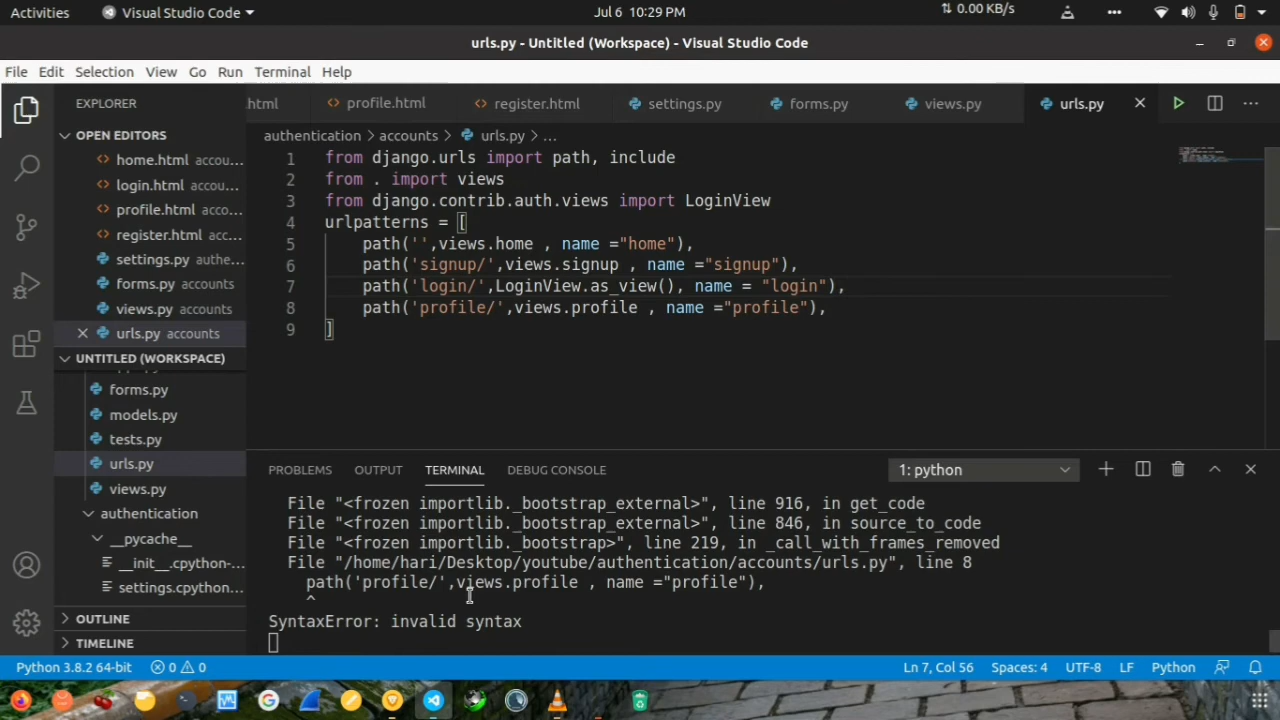 Activities Visual Studio Code Jul 6 10:29 PM 0.00 KB/s
urls.py - Untitled (Workspace) - Visual Studio Code
File Edit Selection View Go Run Terminal Help
EXPLORER
OPEN EDITORS
home.html accou...
login.html accou...
profile.html acco...
register.html acc...
settings.py authe...
forms.py accounts
views.py accounts
urls.py accounts
UNTITLED (WORKSPACE)
forms.py
models.py
tests.py
urls.py
views.py
authentication
__pycache__
__init__.cpython-...
settings.cpython...
OUTLINE
TIMELINE
.html profile.html register.html settings.py forms.py views.py urls.py
authentication > accounts > urls.py > ...
1 from django.urls import path, include
2 from . import views
3 from django.contrib.auth.views import LoginView
4 urlpatterns = [
5 path('',views.home , name ="home"),
6 path('signup/',views.signup , name ="signup"),
7 path('login/',LoginView.as_view(), name = "login"),
8 path('profile/',views.profile , name ="profile"),
9 ]
PROBLEMS OUTPUT TERMINAL DEBUG CONSOLE 1: python
File "<frozen importlib._bootstrap_external>", line 916, in get_code
File "<frozen importlib._bootstrap_external>", line 846, in source_to_code
File "<frozen importlib._bootstrap>", line 219, in _call_with_frames_removed
File "/home/hari/Desktop/youtube/authentication/accounts/urls.py", line 8
path('profile/',views.profile , name ="profile"),
^
SyntaxError: invalid syntax
Python 3.8.2 64-bit 0 0 Ln 7, Col 56 Spaces: 4 UTF-8 LF Python